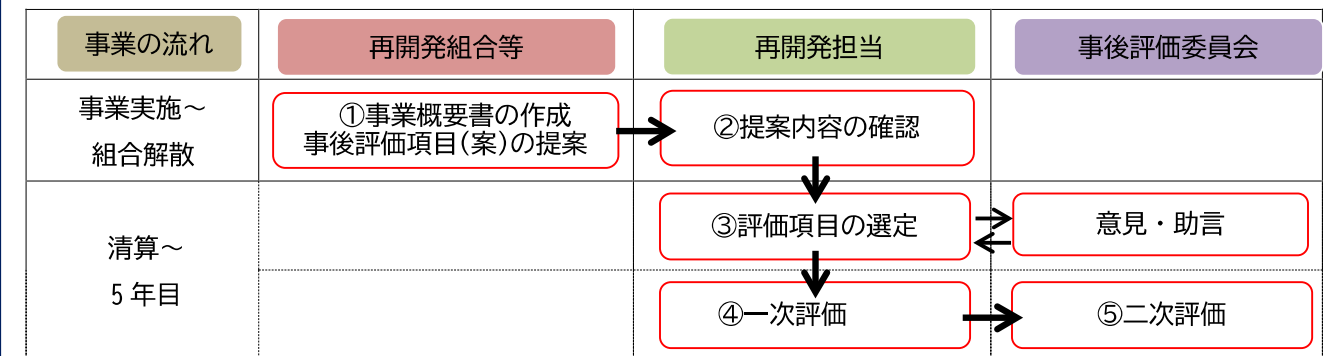 事業の流れ
再開発組合等
再開発担当
事後評価委員会
事業実施～
組合解散
①事業概要書の作成
事後評価項目(案)の提案
②提案内容の確認
清算～
5年目
③評価項目の選定
意見・助言
④一次評価
⑤二次評価